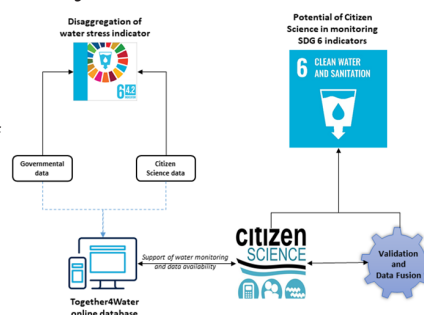 Disaggregation of
water stress indicator
6 4.2
Potential of Citizen
Science in monitoring
SDG 6 indicators
6 CLEAN WATER
AND SANITATION
Governmental
data
Citizen
Science data
Support of water monitoring
and data availability
citizen
SCIENCE
Validation
and
Data Fusion
Together4Water
online database